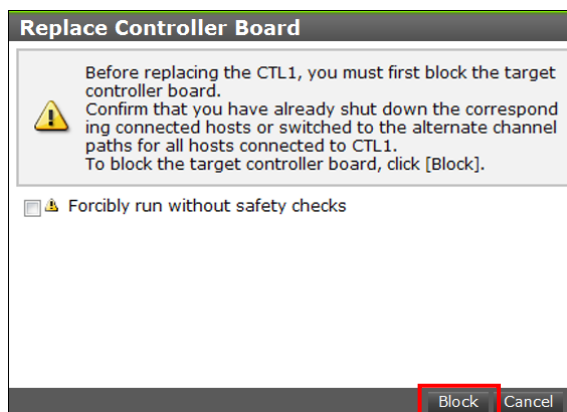 Replace Controller Board
Before replacing the CTL1, you must first block the target
controller board.
Confirm that you have already shut down the correspond
ing connected hosts or switched to the alternate channel
paths for all hosts connected to CTL1.
To block the target controller board, click [Block].
Forcibly run without safety checks
Block Cancel